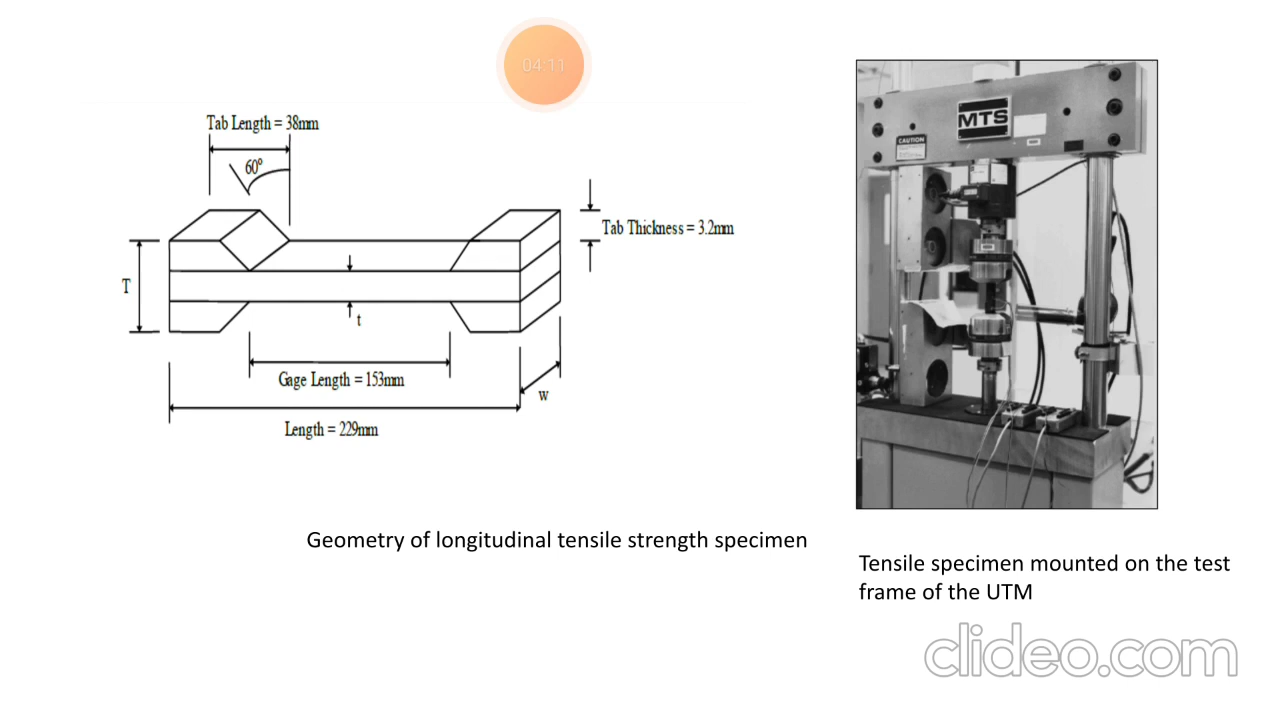 04:11
Tab Length = 38mm
60°
Tab Thickness = 3.2mm
T
t
Gage Length = 153mm
w
Length = 229mm
Geometry of longitudinal tensile strength specimen
MTS
CAUTION
Tensile specimen mounted on the test
frame of the UTM
clideo.com